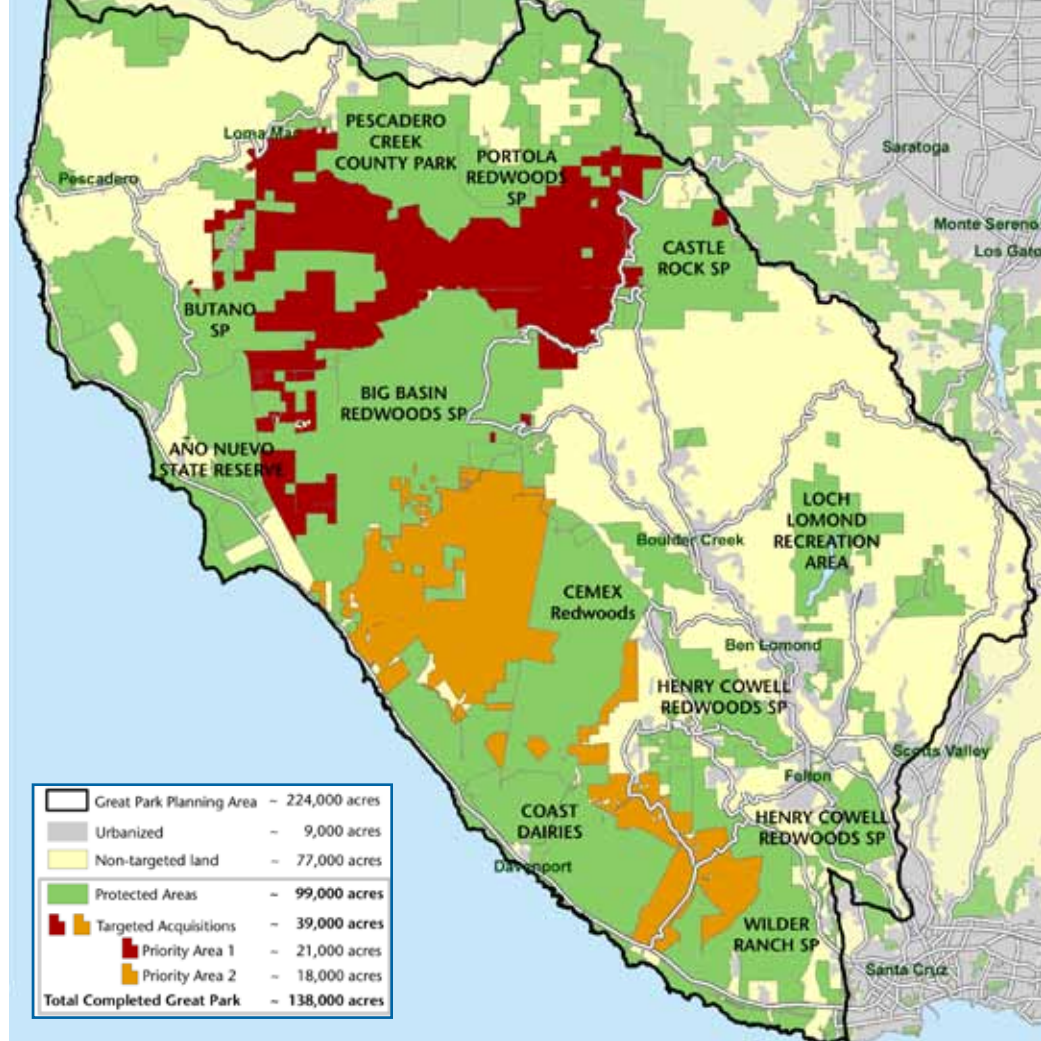 PESCADERO
CREEK
COUNTY PARK
Loma Mar
PORTOLA
REDWOODS
SP
Saratoga
Pescadero
Monte Sereno
Los Gato
CASTLE
ROCK SP
BUTANO
SP
BIG BASIN
REDWOODS SP
AÑO NUEVO
STATE RESERVE
LOCH
LOMOND
RECREATION
AREA
Boulder Creek
CEMEX
Redwoods
Ben Lomond
HENRY COWELL
REDWOODS SP
Scotts Valley
Felton
COAST
DAIRIES
HENRY COWELL
REDWOODS SP
Davenport
WILDER
RANCH SP
Santa Cruz
Great Park Planning Area ~ 224,000 acres
Urbanized ~ 9,000 acres
Non-targeted land ~ 77,000 acres
Protected Areas ~ 99,000 acres
Targeted Acquisitions ~ 39,000 acres
Priority Area 1 ~ 21,000 acres
Priority Area 2 ~ 18,000 acres
Total Completed Great Park ~ 138,000 acres